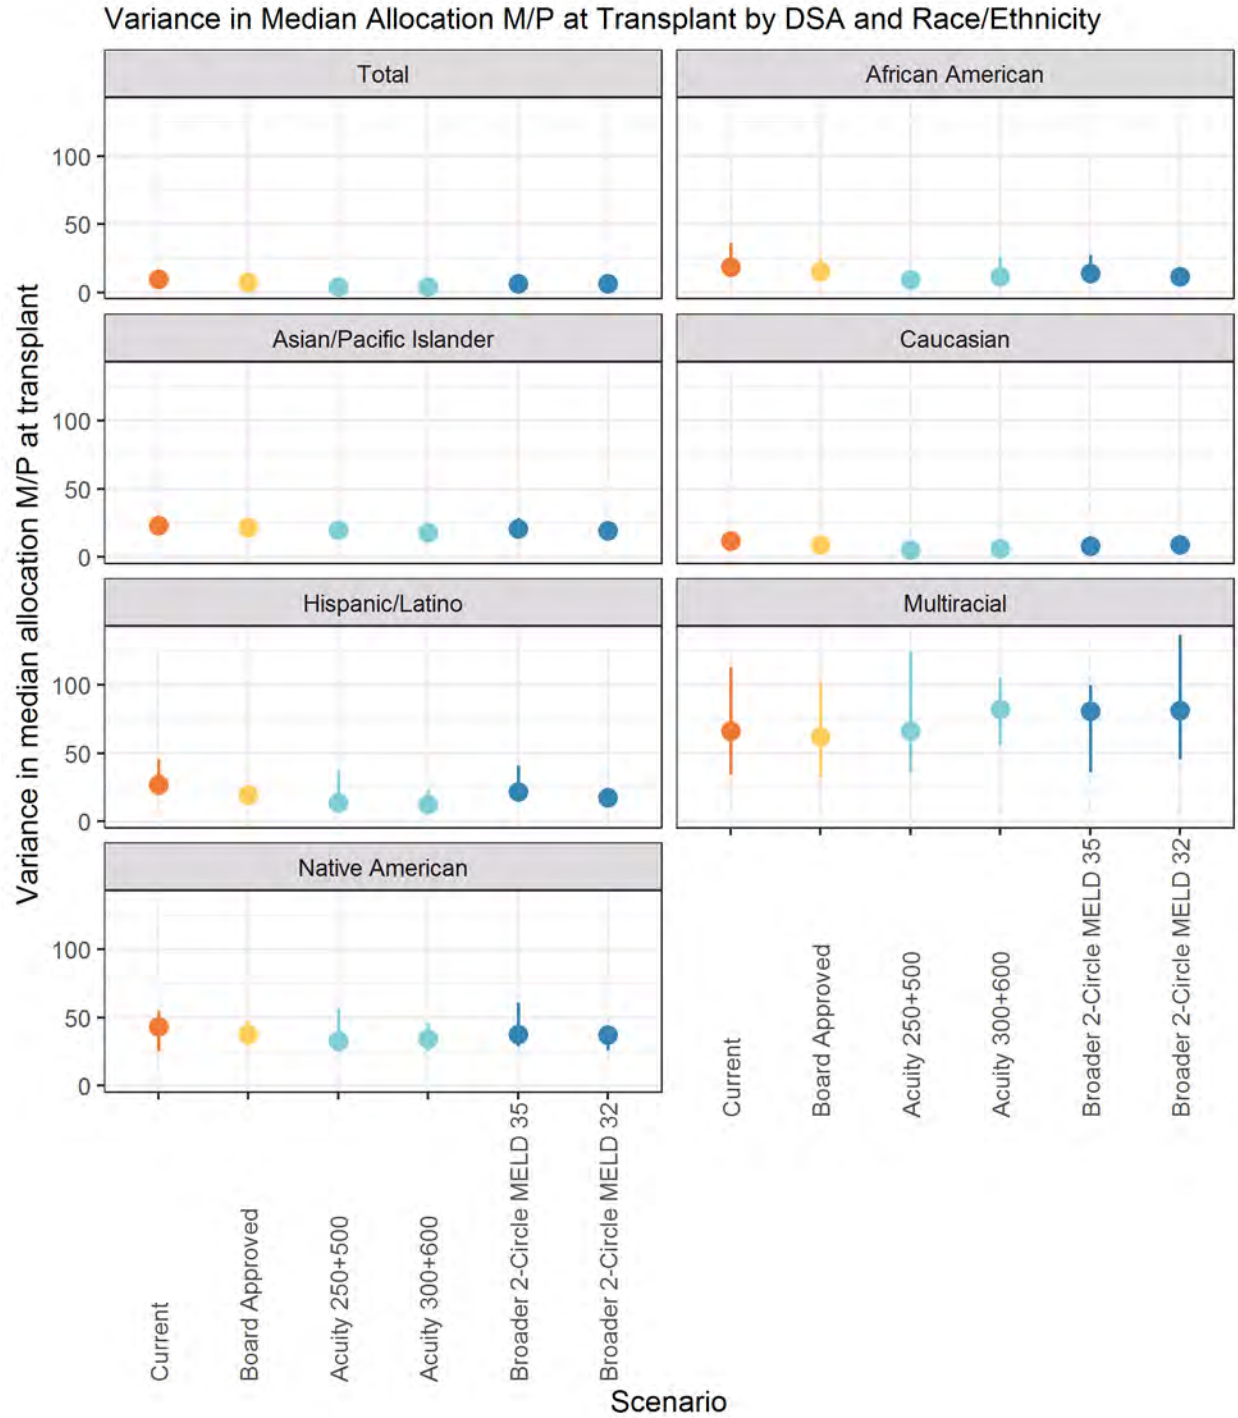 Variance in Median Allocation M/P at Transplant by DSA and Race/Ethnicity
Variance in median allocation M/P at transplant
Total
African American
100
50
0
Asian/Pacific Islander
Caucasian
100
50
0
Hispanic/Latino
Multiracial
100
50
0
Native American
100
50
0
Current
Board Approved
Acuity 250+500
Acuity 300+600
Broader 2-Circle MELD 35
Broader 2-Circle MELD 32
Current
Board Approved
Acuity 250+500
Acuity 300+600
Broader 2-Circle MELD 35
Broader 2-Circle MELD 32
Scenario